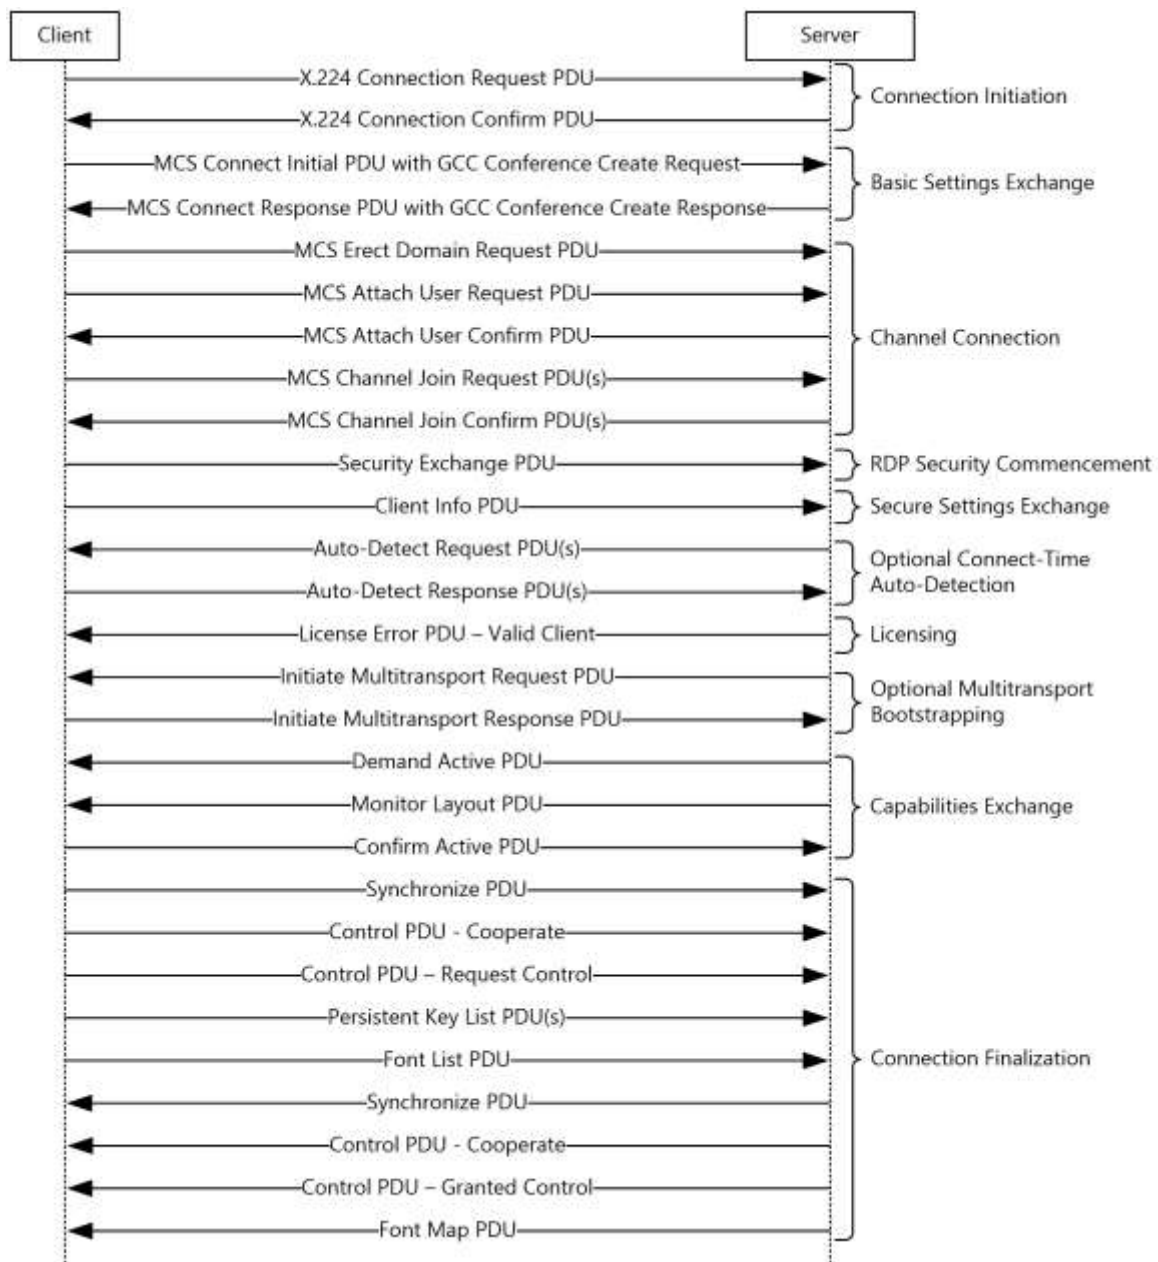 Client
Server
X.224 Connection Request PDU
X.224 Connection Confirm PDU
Connection Initiation
MCS Connect Initial PDU with GCC Conference Create Request
MCS Connect Response PDU with GCC Conference Create Response
Basic Settings Exchange
MCS Erect Domain Request PDU
MCS Attach User Request PDU
MCS Attach User Confirm PDU
MCS Channel Join Request PDU(s)
MCS Channel Join Confirm PDU(s)
Channel Connection
Security Exchange PDU
RDP Security Commencement
Client Info PDU
Secure Settings Exchange
Auto-Detect Request PDU(s)
Auto-Detect Response PDU(s)
Optional Connect-Time
Auto-Detection
License Error PDU – Valid Client
Licensing
Initiate Multitransport Request PDU
Initiate Multitransport Response PDU
Optional Multitransport
Bootstrapping
Demand Active PDU
Monitor Layout PDU
Confirm Active PDU
Capabilities Exchange
Synchronize PDU
Control PDU - Cooperate
Control PDU – Request Control
Persistent Key List PDU(s)
Font List PDU
Synchronize PDU
Control PDU - Cooperate
Control PDU – Granted Control
Font Map PDU
Connection Finalization